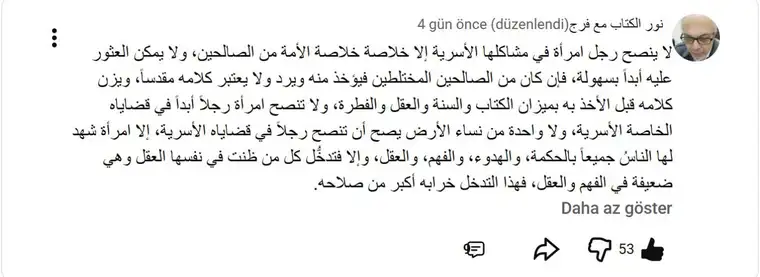 نور الكتاب مع فرج(düzenlendi) 4 gün önce
لا ينصح رجل امرأة في مشاكلها الأسرية إلا خلاصة خلاصة الأمة من الصالحين، ولا يمكن العثور
عليه أبداً بسهولة، فإن كان من الصالحين المختلطين فيؤخذ منه ويرد ولا يعتبر كلامه مقدساً، ويزن
كلامه قبل الأخذ به بميزان الكتاب والسنة والعقل والفطرة، ولا تنصح امرأة رجلاً أبداً في قضاياه
الخاصة الأسرية، ولا واحدة من نساء الأرض يصح أن تنصح رجلاً في قضاياه الأسرية، إلا امرأة شهد
لها الناسُ جميعاً بالحكمة، والهدوء، والفهم، والعقل، وإلا فتدخُّل كل من ظنت في نفسها العقل وهي
ضعيفة في الفهم والعقل، فهذا التدخل خرابه أكبر من صلاحه.
Daha az göster
53